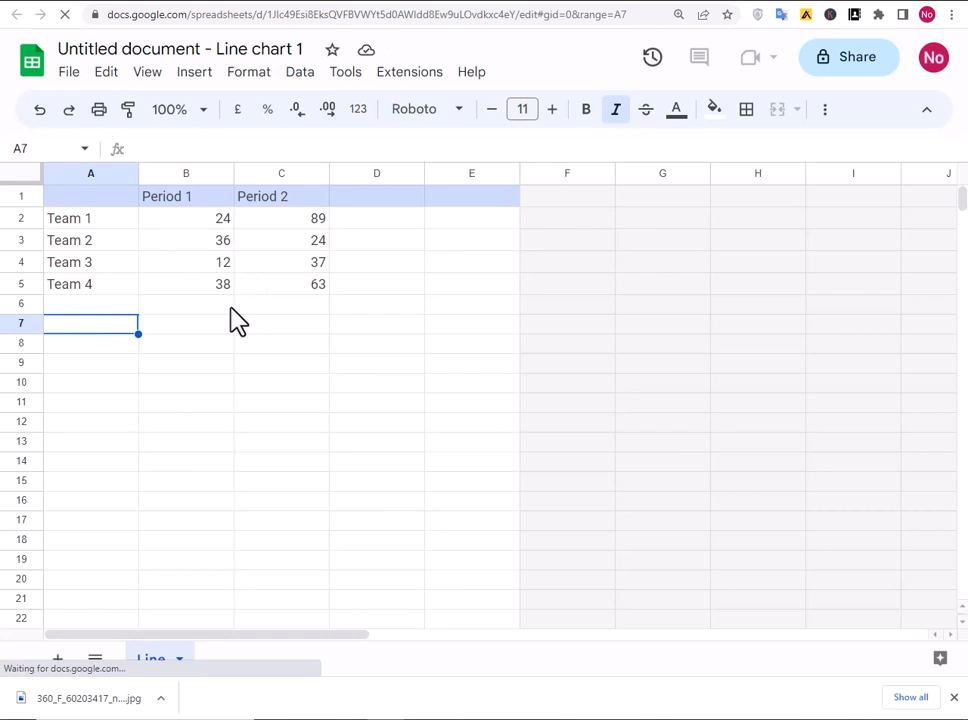 docs.google.com/spreadsheets/d/1JIc49Esi8EksQVFBVWYt5d0AWIdd8Ew9uLOvdkxc4eY/edit#gid=0&range=A7
No
Untitled document - Line chart 1
Share
No
File Edit View Insert Format Data Tools Extensions Help
100% £ % .0 .00 123 Roboto 11 B I S A
A7 fx
A B C D E F G H I J
1 Period 1 Period 2
2 Team 1 24 89
3 Team 2 36 24
4 Team 3 12 37
5 Team 4 38 63
6
7
8
9
10
11
12
13
14
15
16
17
18
19
20
21
22
Line
Waiting for docs.google.com...
360_F_60203417_n....jpg
Show all